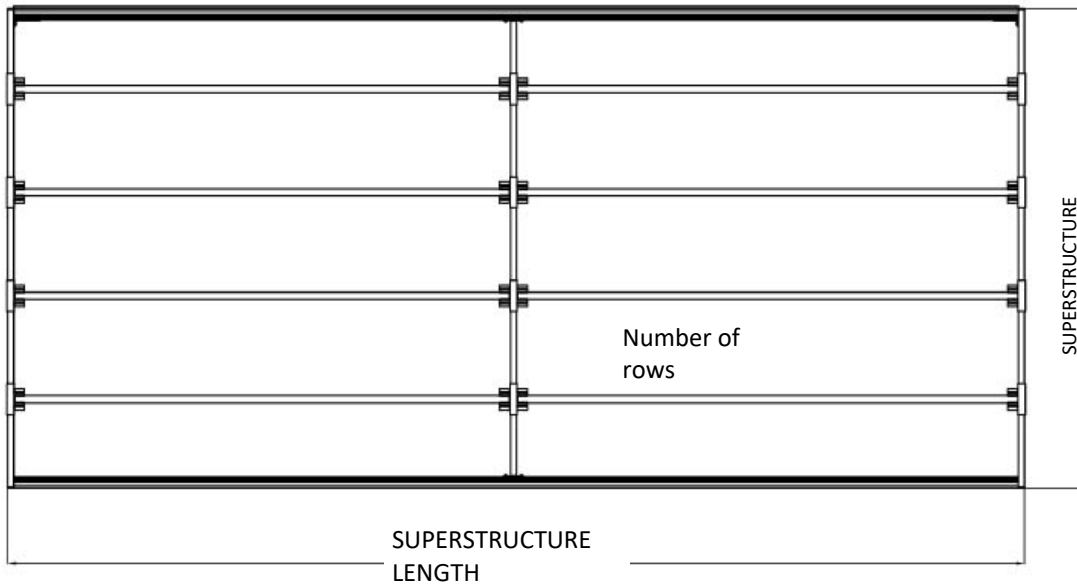 Number of
rows
SUPERSTRUCTURE
SUPERSTRUCTURE
LENGTH